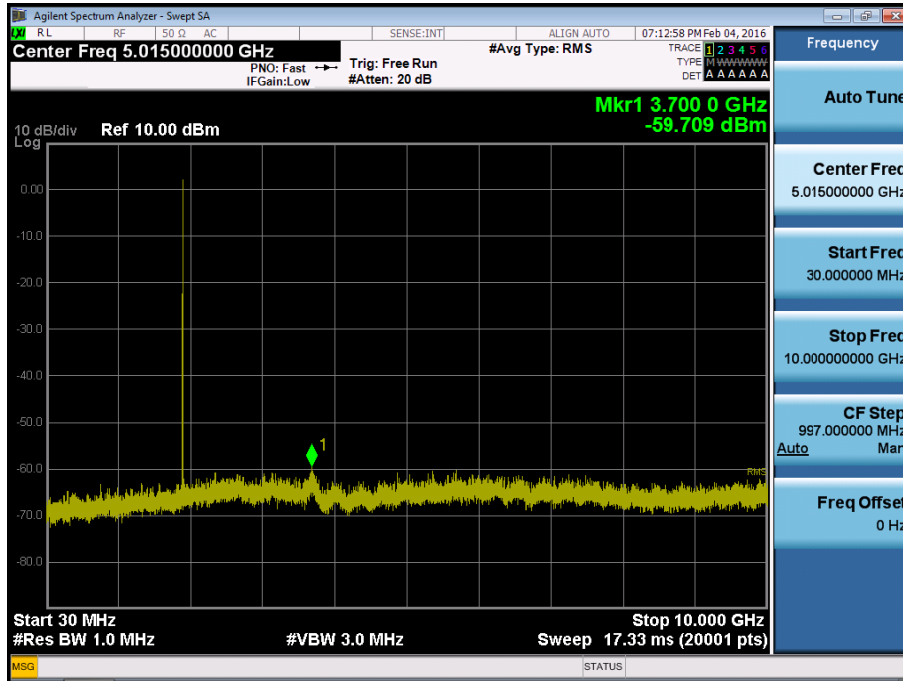 Agilent Spectrum Analyzer - Swept SA
LXI RL RF 50 Ω AC SENSE:INT ALIGN AUTO 07:12:58 PM Feb 04, 2016
Center Freq 5.015000000 GHz
#Avg Type: RMS
TRACE 1 2 3 4 5 6
TYPE M WWWWW
DET A A A A A A
PNO: Fast
IFGain:Low
Trig: Free Run
#Atten: 20 dB
Mkr1 3.700 0 GHz
-59.709 dBm
10 dB/div
Log
Ref 10.00 dBm
0.00
-10.0
-20.0
-30.0
-40.0
-50.0
-60.0
-70.0
-80.0
1
RMS
Start 30 MHz
Stop 10.000 GHz
#Res BW 1.0 MHz
#VBW 3.0 MHz
Sweep 17.33 ms (20001 pts)
MSG
STATUS
Frequency
Auto Tune
Center Freq
5.015000000 GHz
Start Freq
30.000000 MHz
Stop Freq
10.000000000 GHz
CF Step
997.000000 MHz
Auto Man
Freq Offset
0 Hz